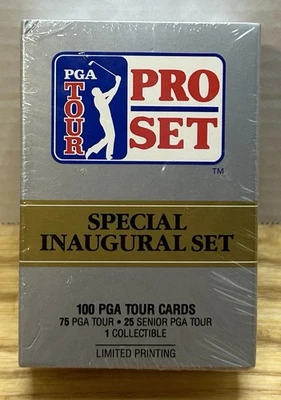 PGA
TOUR
PRO
SET
TM
SPECIAL
INAUGURAL SET
100 PGA TOUR CARDS
75 PGA TOUR • 25 SENIOR PGA TOUR
1 COLLECTIBLE
LIMITED PRINTING